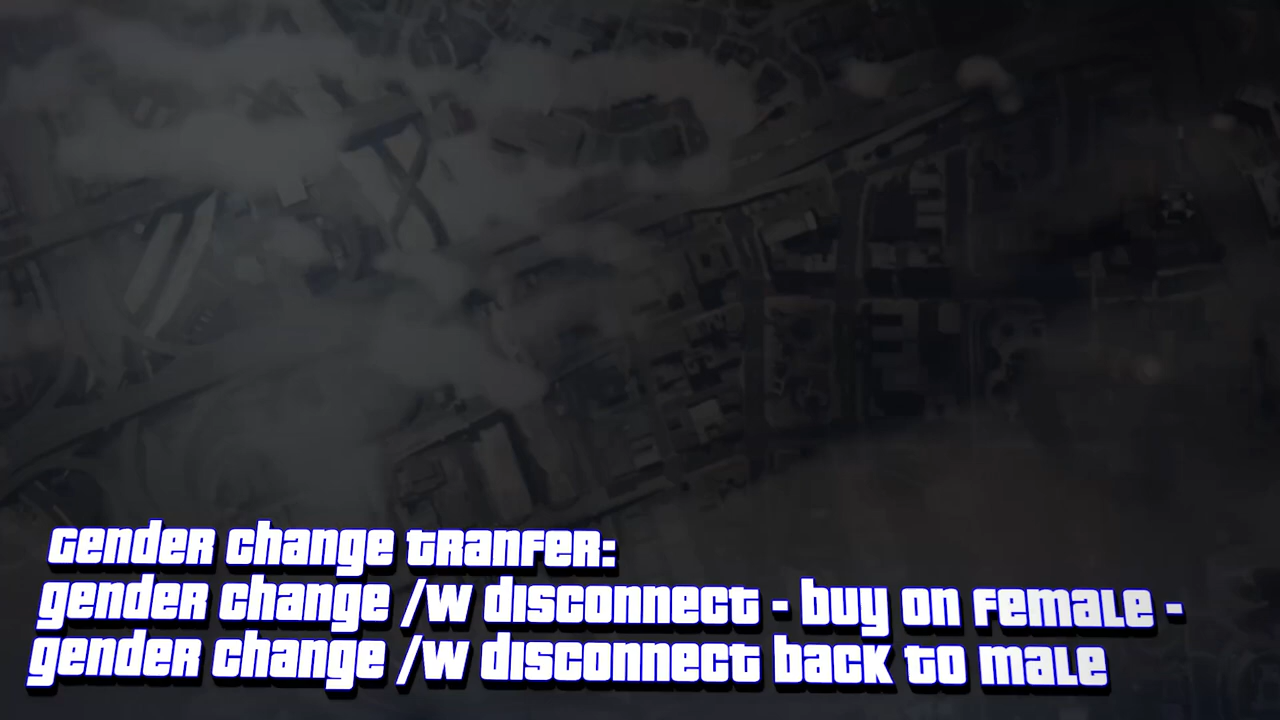 Gender change tranfer:
gender change /w disconnect - buy on female -
gender change /w disconnect back to male